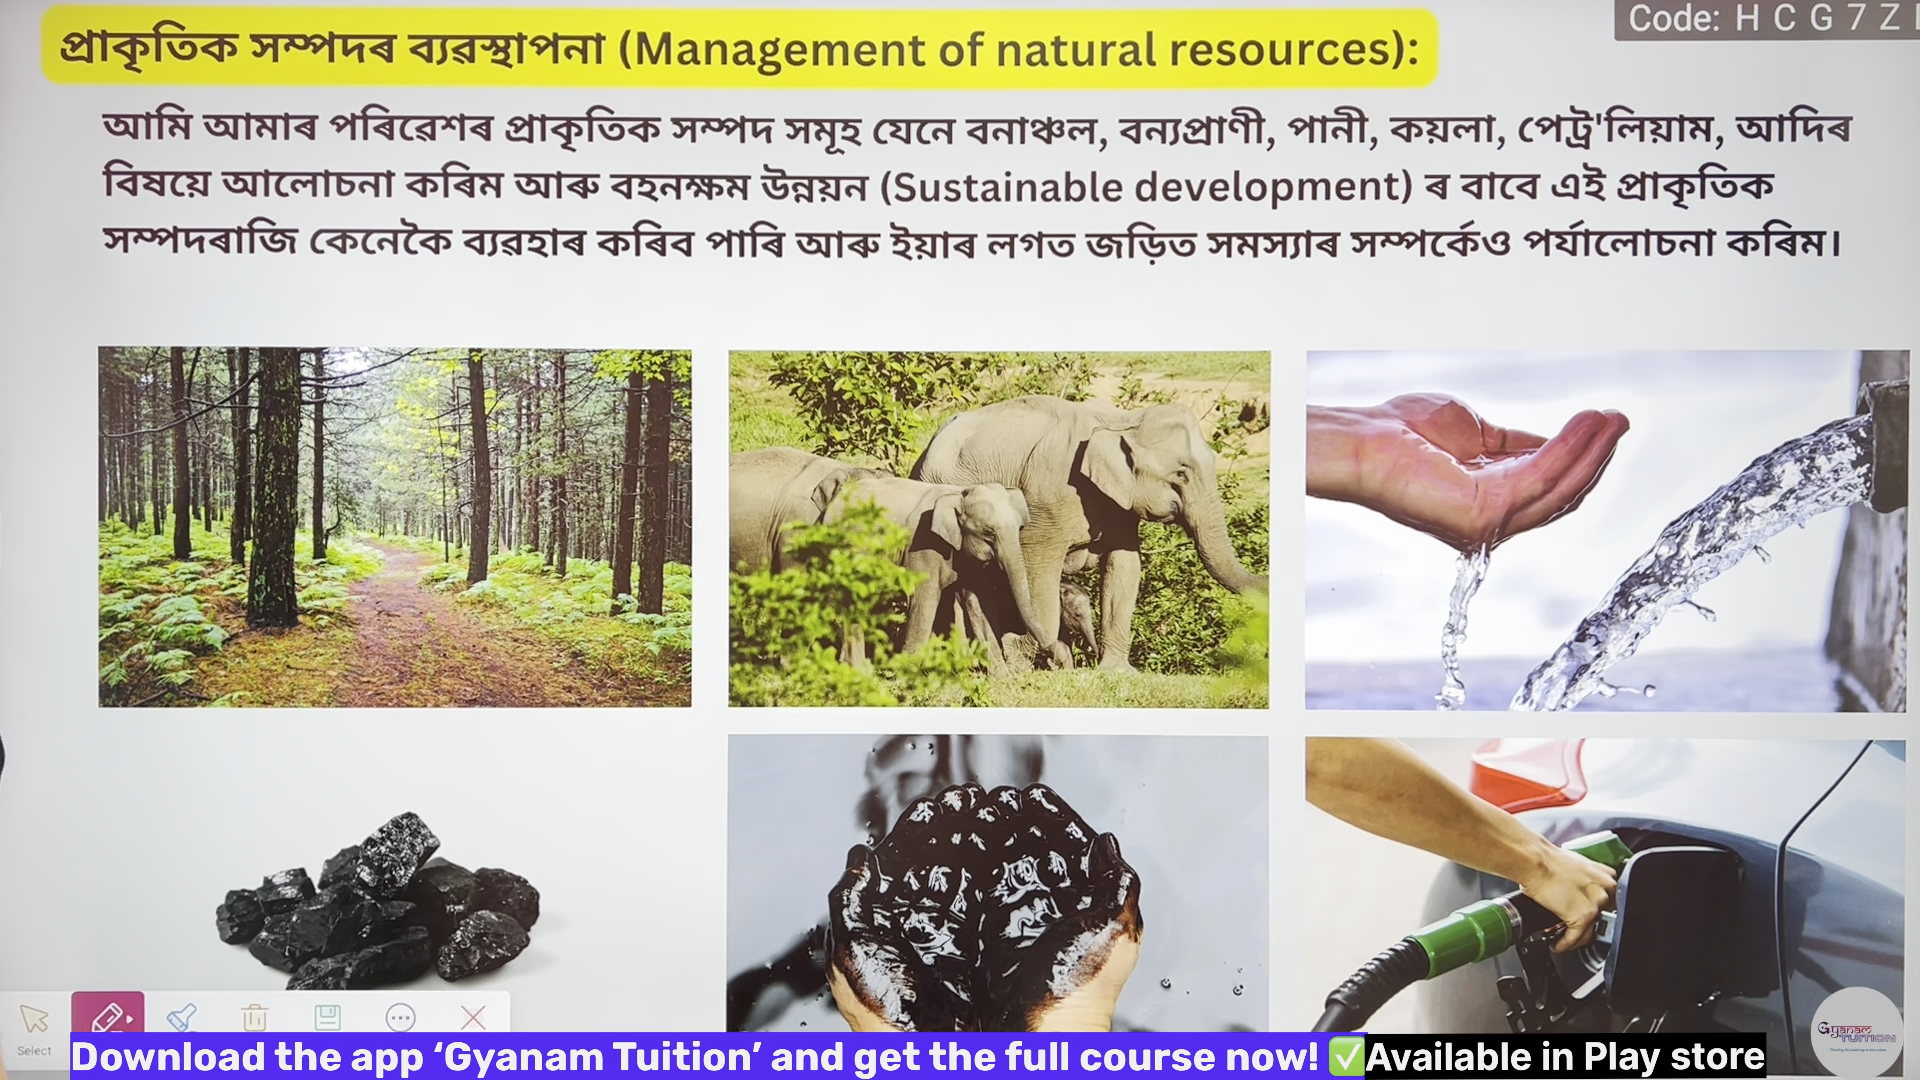 Code: H C G 7 Z
প্ৰাকৃতিক সম্পদৰ ব্যৱস্থাপনা (Management of natural resources):
আমি আমাৰ পৰিৱেশৰ প্ৰাকৃতিক সম্পদ সমূহ যেনে বনাঞ্চল, বন্যপ্ৰাণী, পানী, কয়লা, পেট্ৰ'লিয়াম, আদিৰ
বিষয়ে আলোচনা কৰিম আৰু বহনক্ষম উন্নয়ন (Sustainable development) ৰ বাবে এই প্ৰাকৃতিক
সম্পদৰাজি কেনেকৈ ব্যৱহাৰ কৰিব পাৰি আৰু ইয়াৰ লগত জড়িত সমস্যাৰ সম্পৰ্কেও পৰ্যালোচনা কৰিম।
Select
Gyanam
TUITION
Download the app ‘Gyanam Tuition’ and get the full course now! ✅Available in Play store